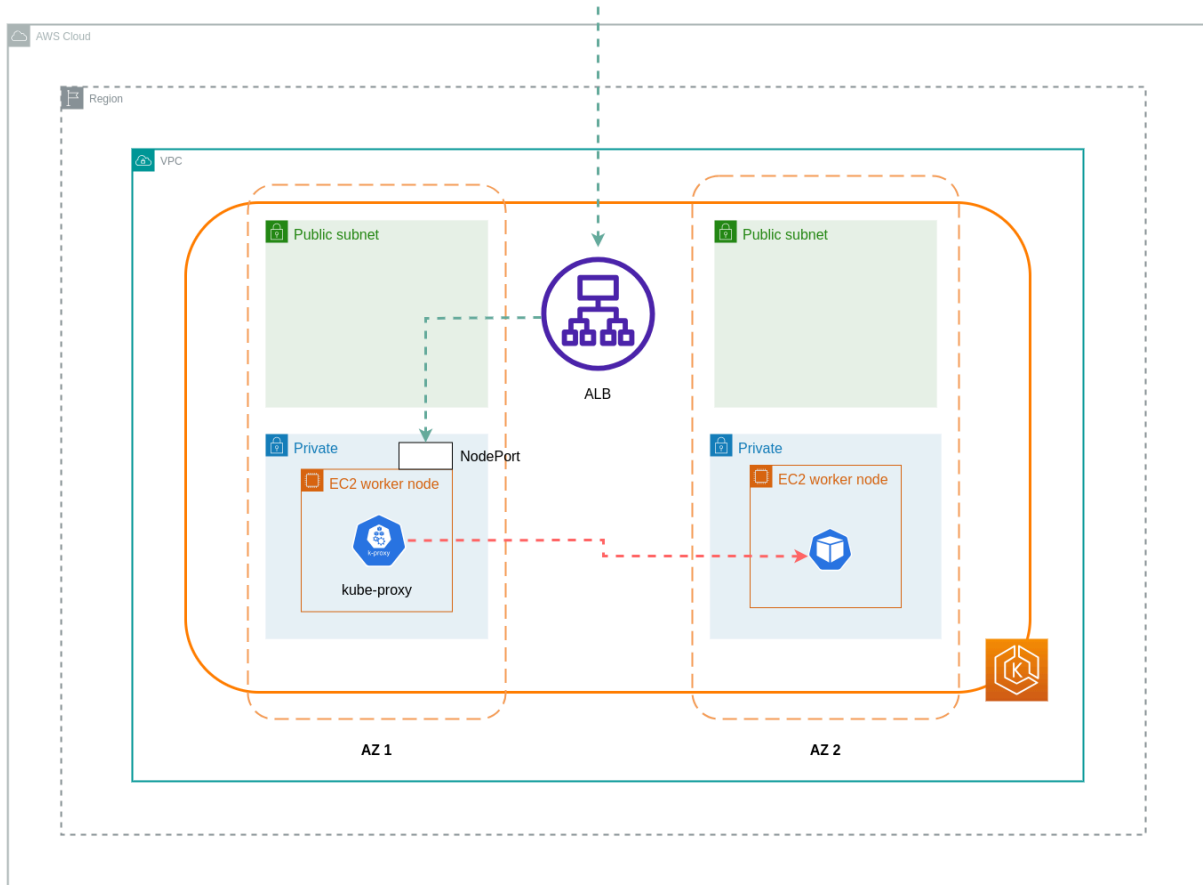 AWS Cloud
Region
VPC
Public subnet
Public subnet
ALB
Private
NodePort
Private
EC2 worker node
EC2 worker node
k-proxy
kube-proxy
K
AZ 1
AZ 2